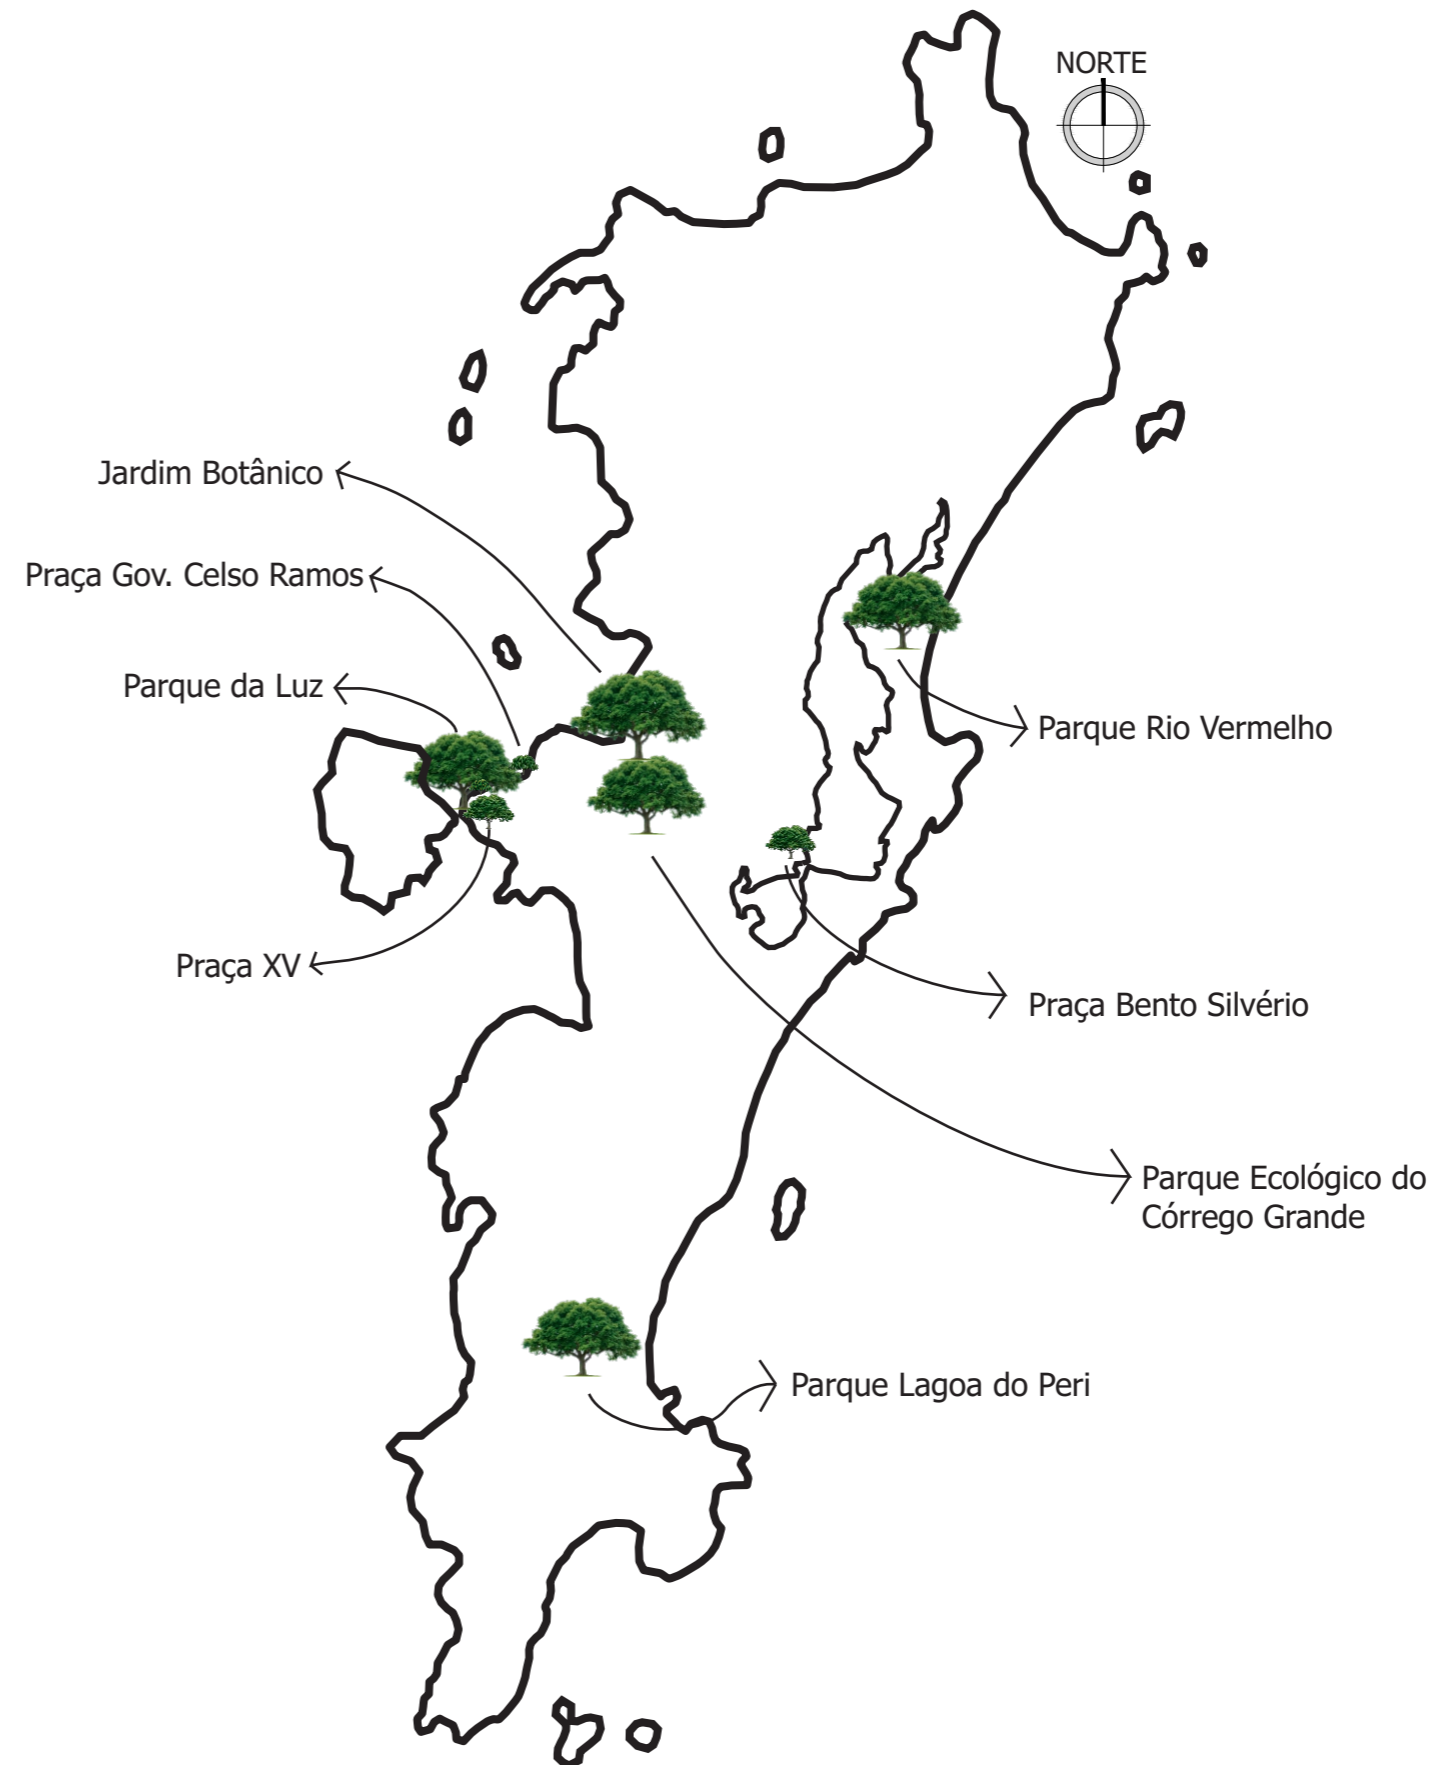 NORTE
Jardim Botânico
Praça Gov. Celso Ramos
Parque da Luz
Parque Rio Vermelho
Praça XV
Praça Bento Silvério
Parque Ecológico do
Córrego Grande
Parque Lagoa do Peri